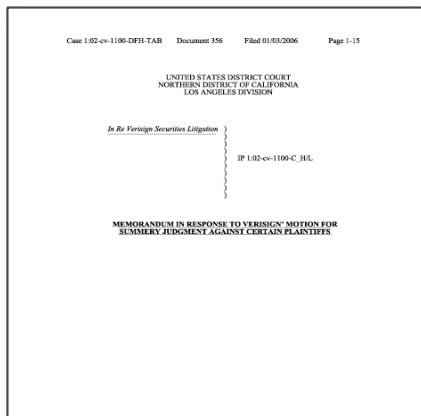 Case 1:02-cv-1100-DFH-TAB Document 356 Filed 01/03/2006 Page 1-15
UNITED STATES DISTRICT COURT
NORTHERN DISTRICT OF CALIFORNIA
LOS ANGELES DIVISION
In Re Verisign Securities Litigation )
)
) IP 1:02-cv-1100-C_H/L
)
)
)
)
)
MEMORANDUM IN RESPONSE TO VERISIGN' MOTION FOR
SUMMERY JUDGMENT AGAINST CERTAIN PLAINTIFFS